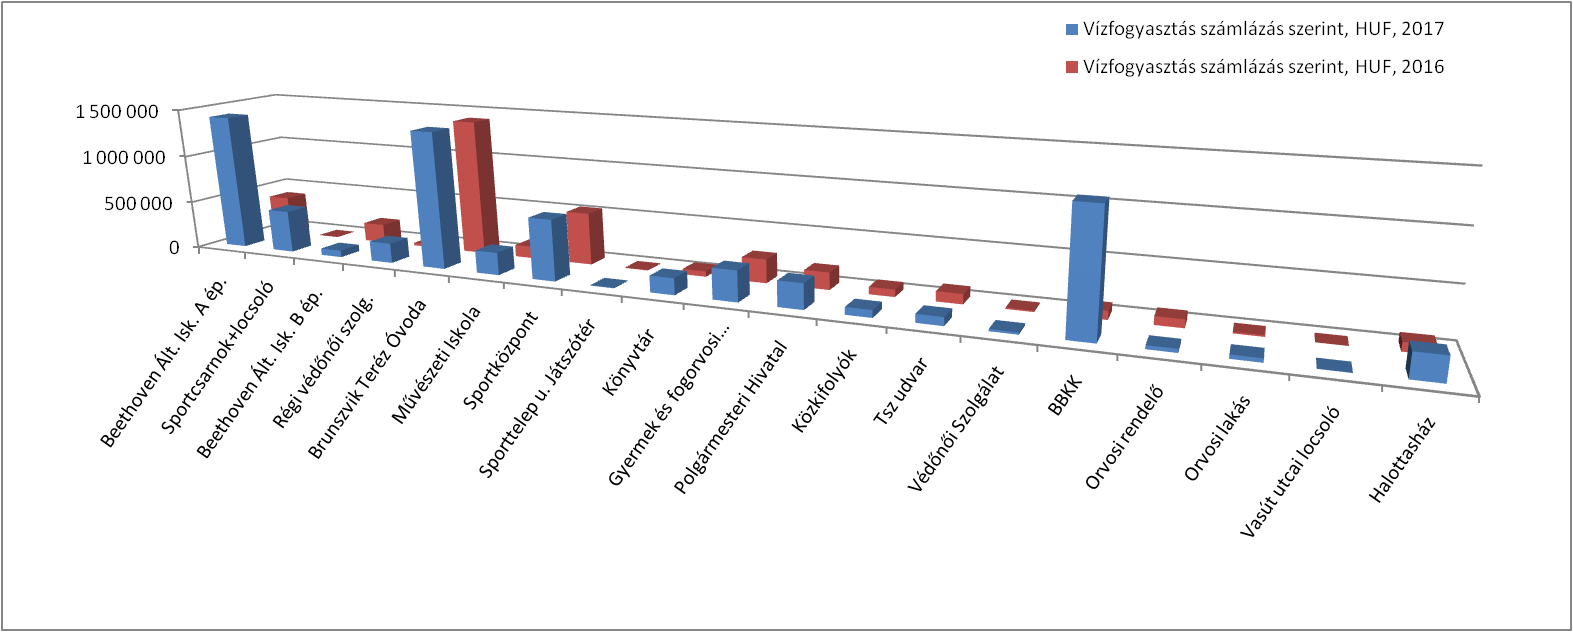 Vízfogyasztás számlázás szerint, HUF, 2017
Vízfogyasztás számlázás szerint, HUF, 2016
1 500 000
1 000 000
500 000
0
Beethoven Ált. Isk. A ép.
Sportcsarnok+locsoló
Beethoven Ált. Isk. B ép.
Régi védőnői szolg.
Brunszvik Teréz Óvoda
Művészeti Iskola
Sportközpont
Sporttelep u. Játszótér
Könyvtár
Gyermek és fogorvosi...
Polgármesteri Hivatal
Közkifolyók
Tsz udvar
Védőnői Szolgálat
BBKK
Orvosi rendelő
Orvosi lakás
Vasút utcai locsoló
Halottasház